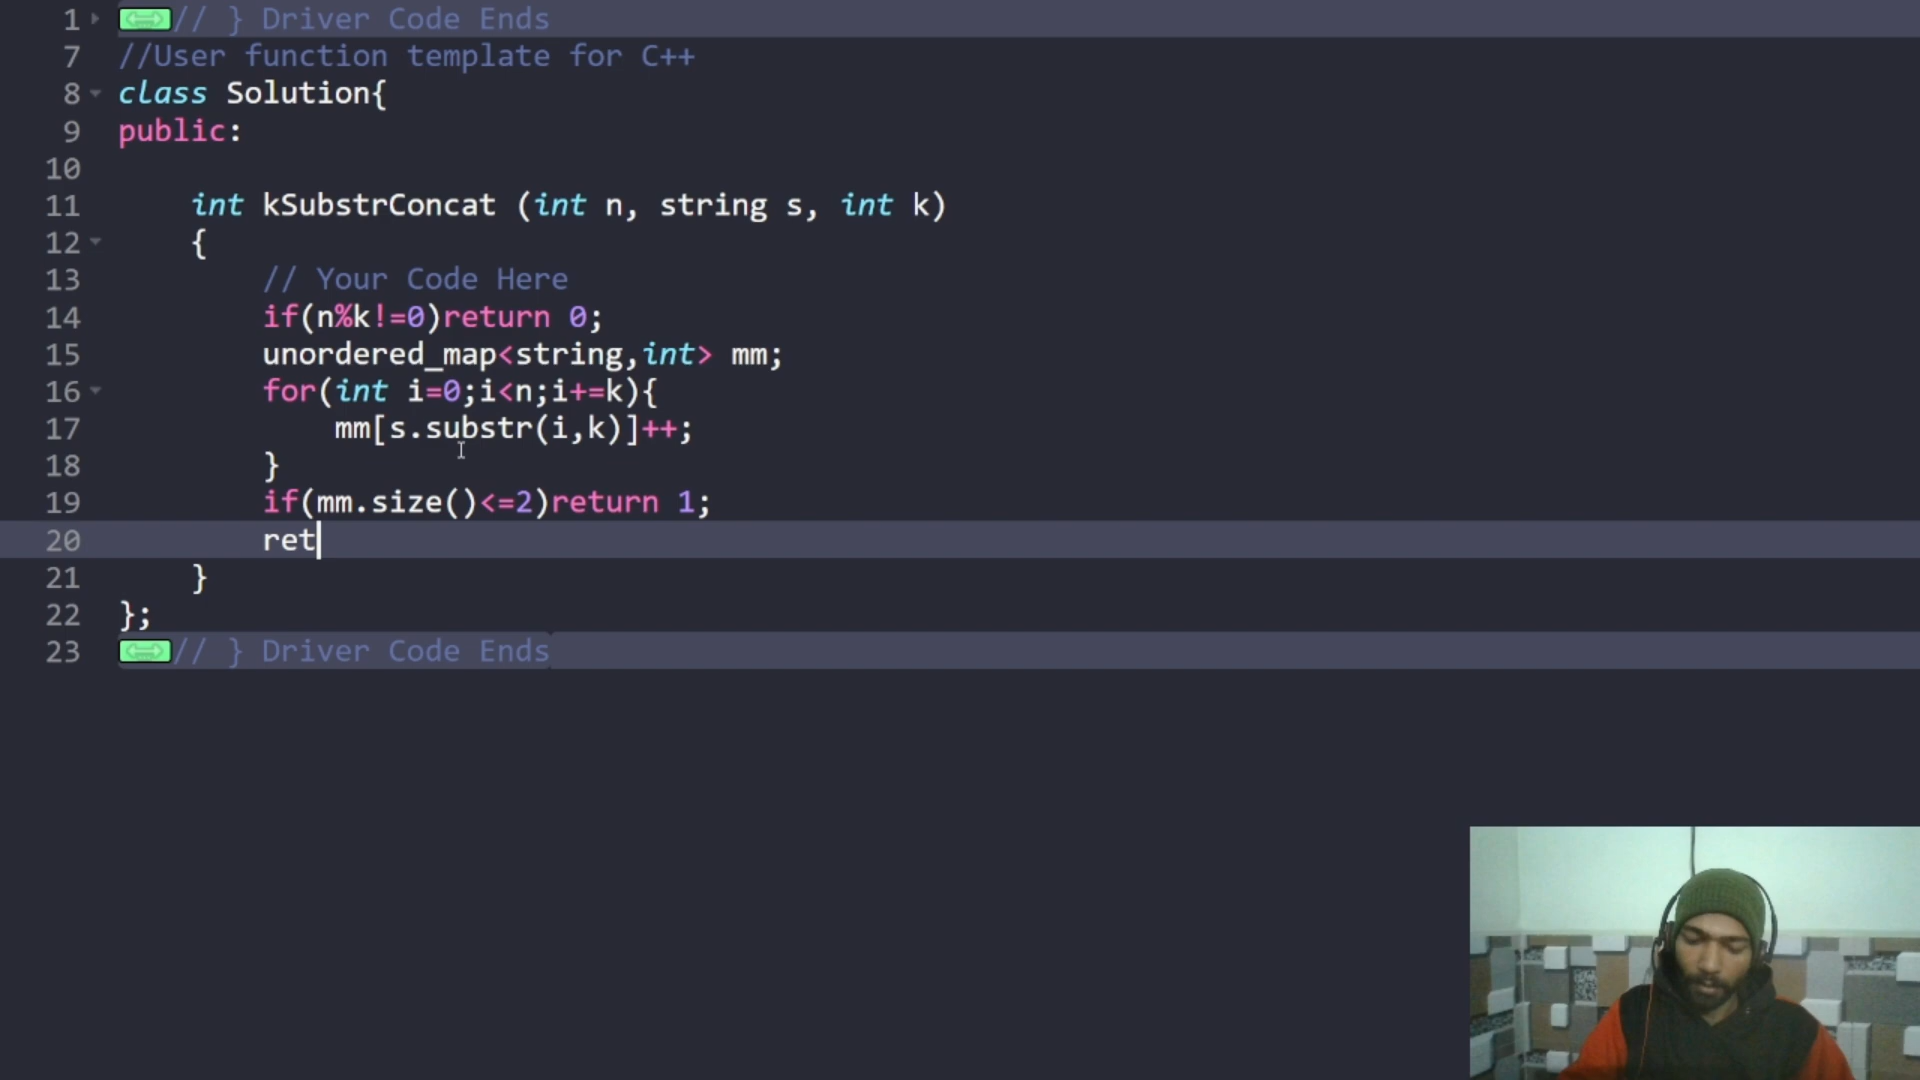 1 // } Driver Code Ends
7 //User function template for C++
8 class Solution{
9 public:
10
11 int kSubstrConcat (int n, string s, int k)
12 {
13 // Your Code Here
14 if(n%k!=0)return 0;
15 unordered_map<string,int> mm;
16 for(int i=0;i<n;i+=k){
17 mm[s.substr(i,k)]++;
18 }
19 if(mm.size()<=2)return 1;
20 ret
21 }
22 };
23 // } Driver Code Ends